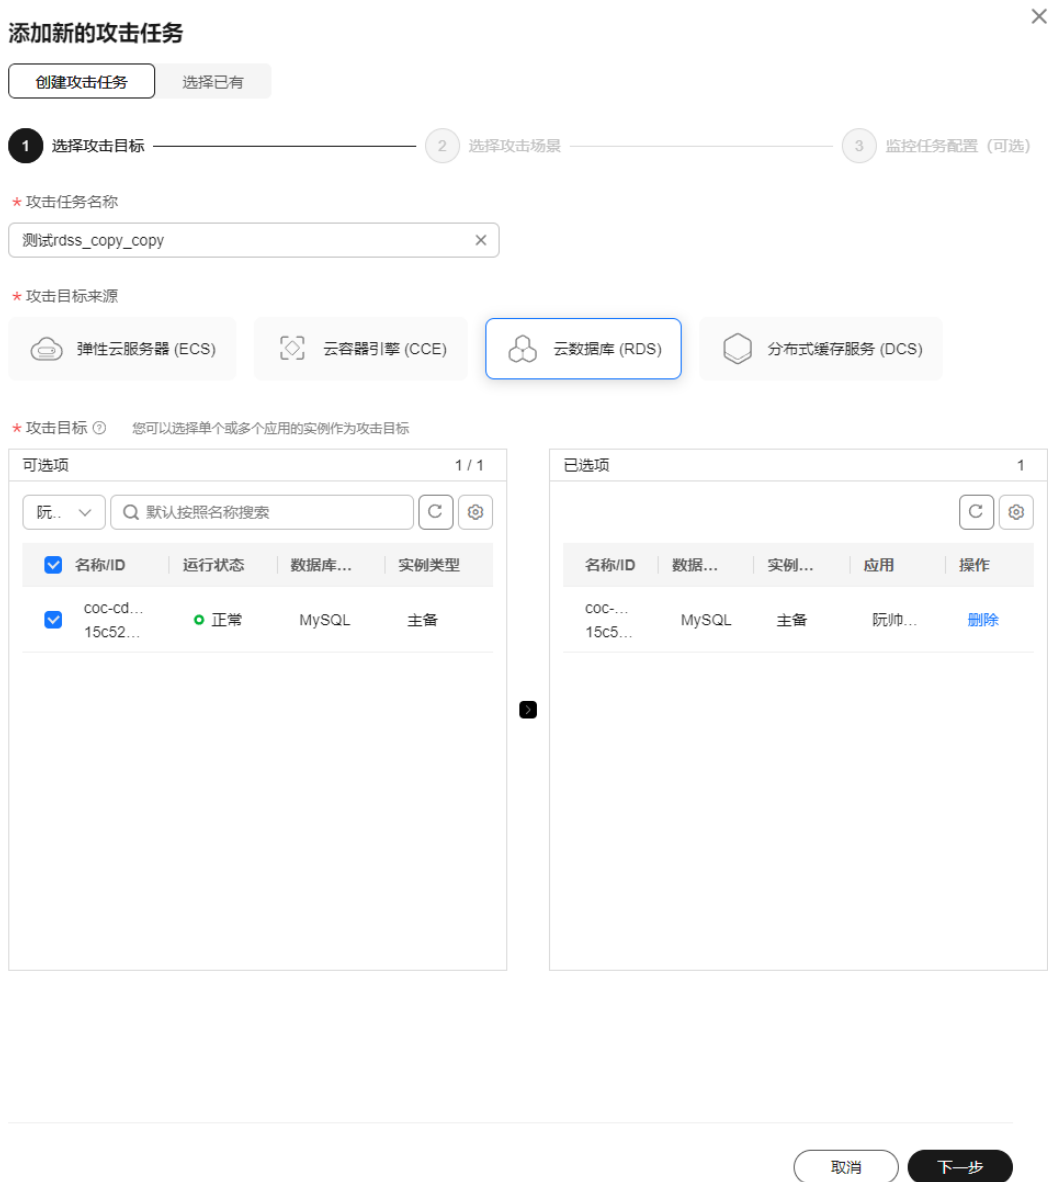 添加新的攻击任务
创建攻击任务 选择已有
1 选择攻击目标 2 选择攻击场景 3 监控任务配置 (可选)
* 攻击任务名称
测试rdss_copy_copy
* 攻击目标来源
弹性云服务器 (ECS) 云容器引擎 (CCE) 云数据库 (RDS) 分布式缓存服务 (DCS)
* 攻击目标 您可以选择单个或多个应用的实例作为攻击目标
可选项 1 / 1
阮.. 默认按照名称搜索
名称/ID 运行状态 数据库... 实例类型
coc-cd... 正常 MySQL 主备
15c52...
已选项 1
名称/ID 数据... 实例... 应用 操作
coc-... MySQL 主备 阮帅... 删除
15c5...
取消 下一步